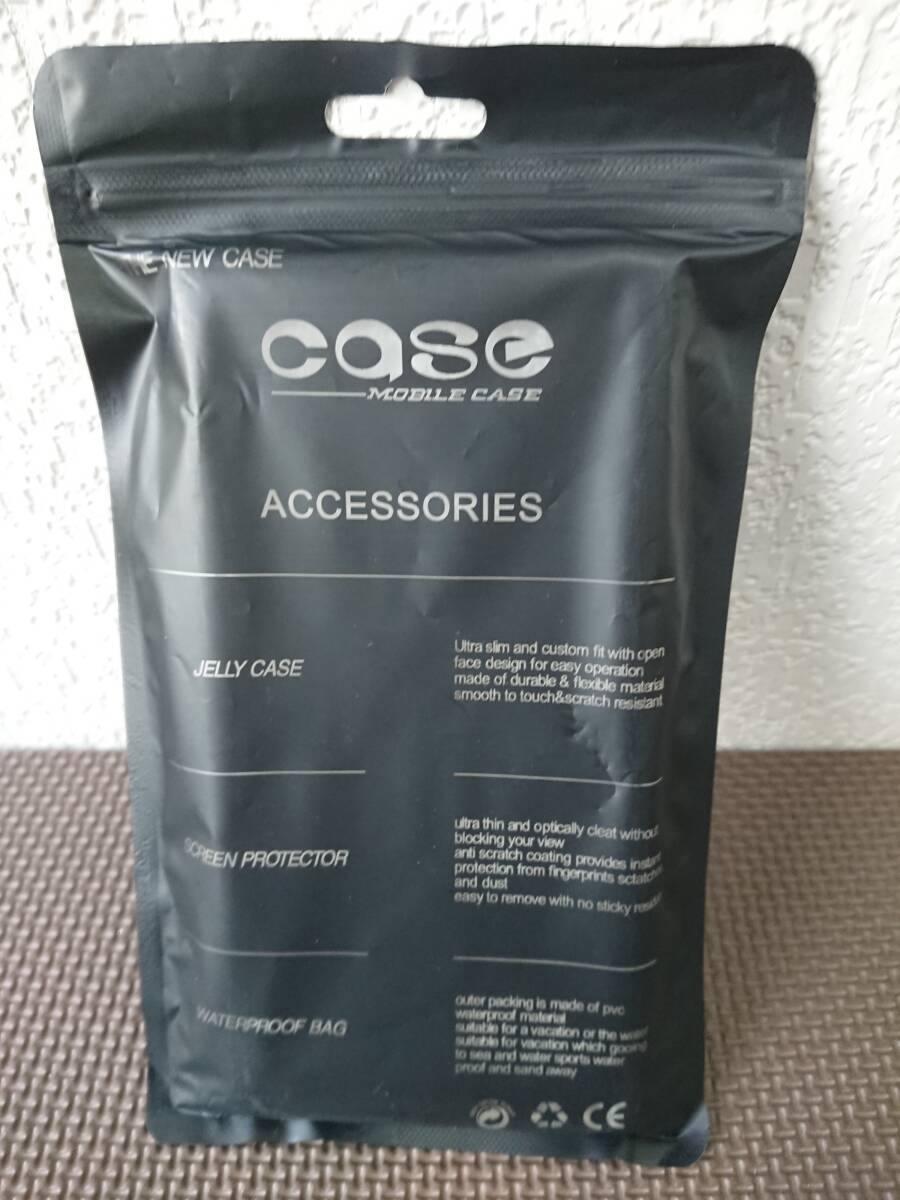 NEW CASE
case
MOBILE CASE
ACCESSORIES
JELLY CASE
Ultra slim and custom fit with open
face design for easy operation
made of durable & flexible material
smooth to touch&scratch resistant
SCREEN PROTECTOR
ultra thin and optically cleat without
blocking your view
anti scratch coating provides instant
protection from fingerprints
and dust
easy to remove with no sticky
WATERPROOF BAG
outer packing is made of pvc
waterproof material
suitable for a vacation or the water
suitable for vacation which gooing
to sea and water sports water
proof and sand away
CE